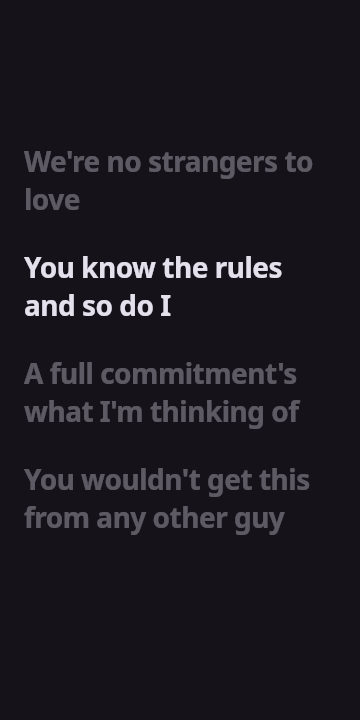 We're no strangers to
love
You know the rules
and so do I
A full commitment's
what I'm thinking of
You wouldn't get this
from any other guy